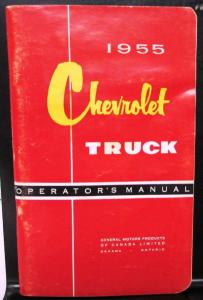 1955
Chevrolet
TRUCK
OPERATOR'S MANUAL
GENERAL MOTORS PRODUCTS
OF CANADA LIMITED
OSHAWA - ONTARIO